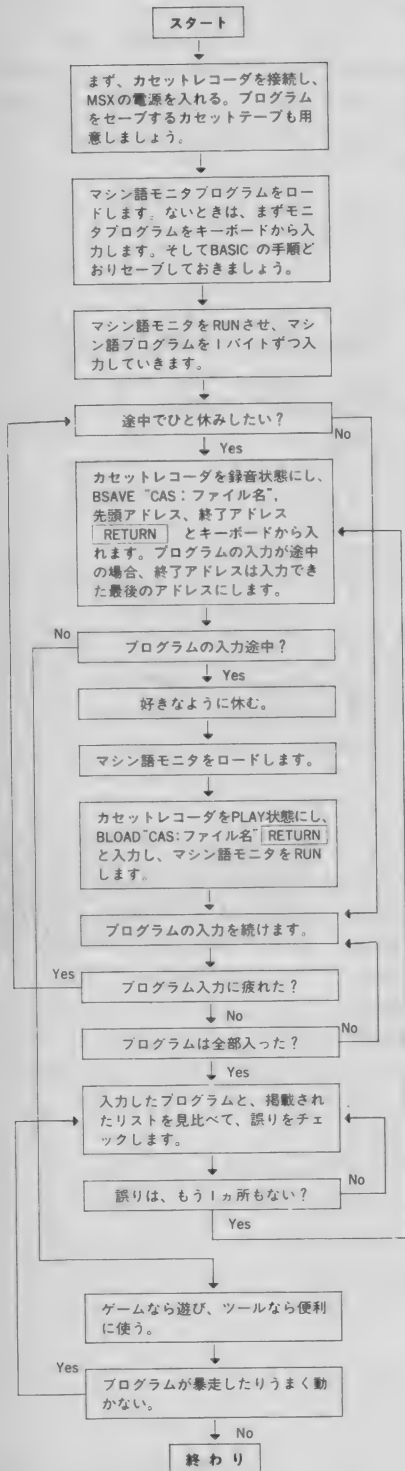 スタート
まず、カセットレコーダを接続し、
MSXの電源を入れる。プログラム
をセーブするカセットテープも用
意しましょう。
マシン語モニタプログラムをロー
ドします。ないときは、まずモニ
タプログラムをキーボードから入
力します。そしてBASIC の手順ど
おりセーブしておきましょう。
マシン語モニタをRUNさせ、マシ
ン語プログラムを1バイトずつ入
力していきます。
途中でひと休みしたい?
No
Yes
カセットレコーダを録音状態にし、
BSAVE "CAS:ファイル名",
先頭アドレス、終了アドレス
RETURN とキーボードから入
れます。プログラムの入力が途中
の場合、終了アドレスは入力でき
た最後のアドレスにします。
No
プログラムの入力途中?
Yes
好きなように休む。
マシン語モニタをロードします。
カセットレコーダをPLAY状態にし、
BLOAD"CAS:ファイル名" RETURN
と入力し、マシン語モニタをRUN
します。
プログラムの入力を続けます。
Yes
プログラム入力に疲れた?
No
プログラムは全部入った?
No
Yes
入力したプログラムと、掲載され
たリストを見比べて、誤りをチェ
ックします。
誤りは、もう1ヵ所もない?
No
Yes
ゲームなら遊び、ツールなら便利
に使う。
Yes
プログラムが暴走したりうまく動
かない。
No
終わり